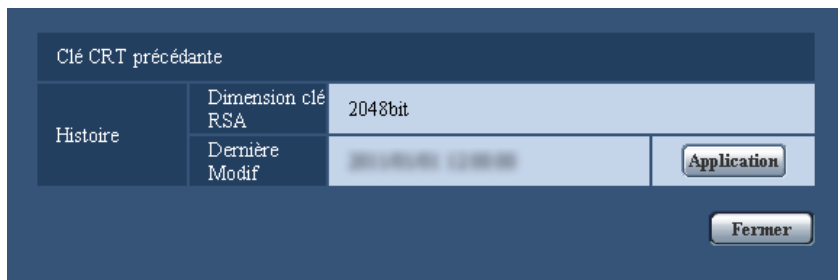 Clé CRT précédante
Histoire
Dimension clé
RSA
2048bit
Dernière
Modif
Application
Fermer